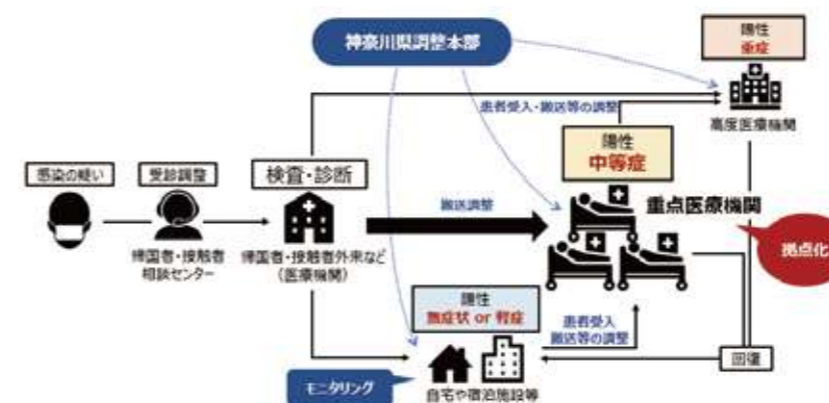 神奈川県調整本部
陽性
重症
高度医療機関
患者受入・搬送等の調整
陽性
中等症
感染の疑い
受診調整
検査・診断
搬送調整
重点医療機関
拠点化
帰国者・接触者
相談センター
帰国者・接触者外来など
(医療機関)
陽性
無症状 or 軽症
患者受入
搬送等の調整
回復
モニタリング
自宅や宿泊施設等